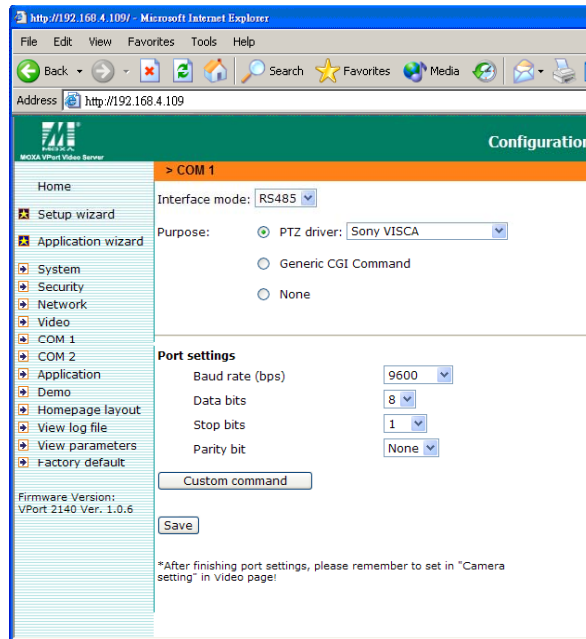 http://192.168.4.109/ - Microsoft Internet Explorer
File Edit View Favorites Tools Help
Back Search Favorites Media
Address http://192.168.4.109
MOXA
MOXA VPort Video Server
Configuration
> COM 1
Home
Setup wizard
Application wizard
System
Security
Network
Video
COM 1
COM 2
Application
Demo
Homepage layout
View log file
View parameters
Factory default
Firmware Version:
VPort 2140 Ver. 1.0.6
Interface mode: RS485
Purpose: PTZ driver: Sony VISCA
Generic CGI Command
None
Port settings
Baud rate (bps) 9600
Data bits 8
Stop bits 1
Parity bit None
Custom command
Save
*After finishing port settings, please remember to set in "Camera
setting" in Video page!